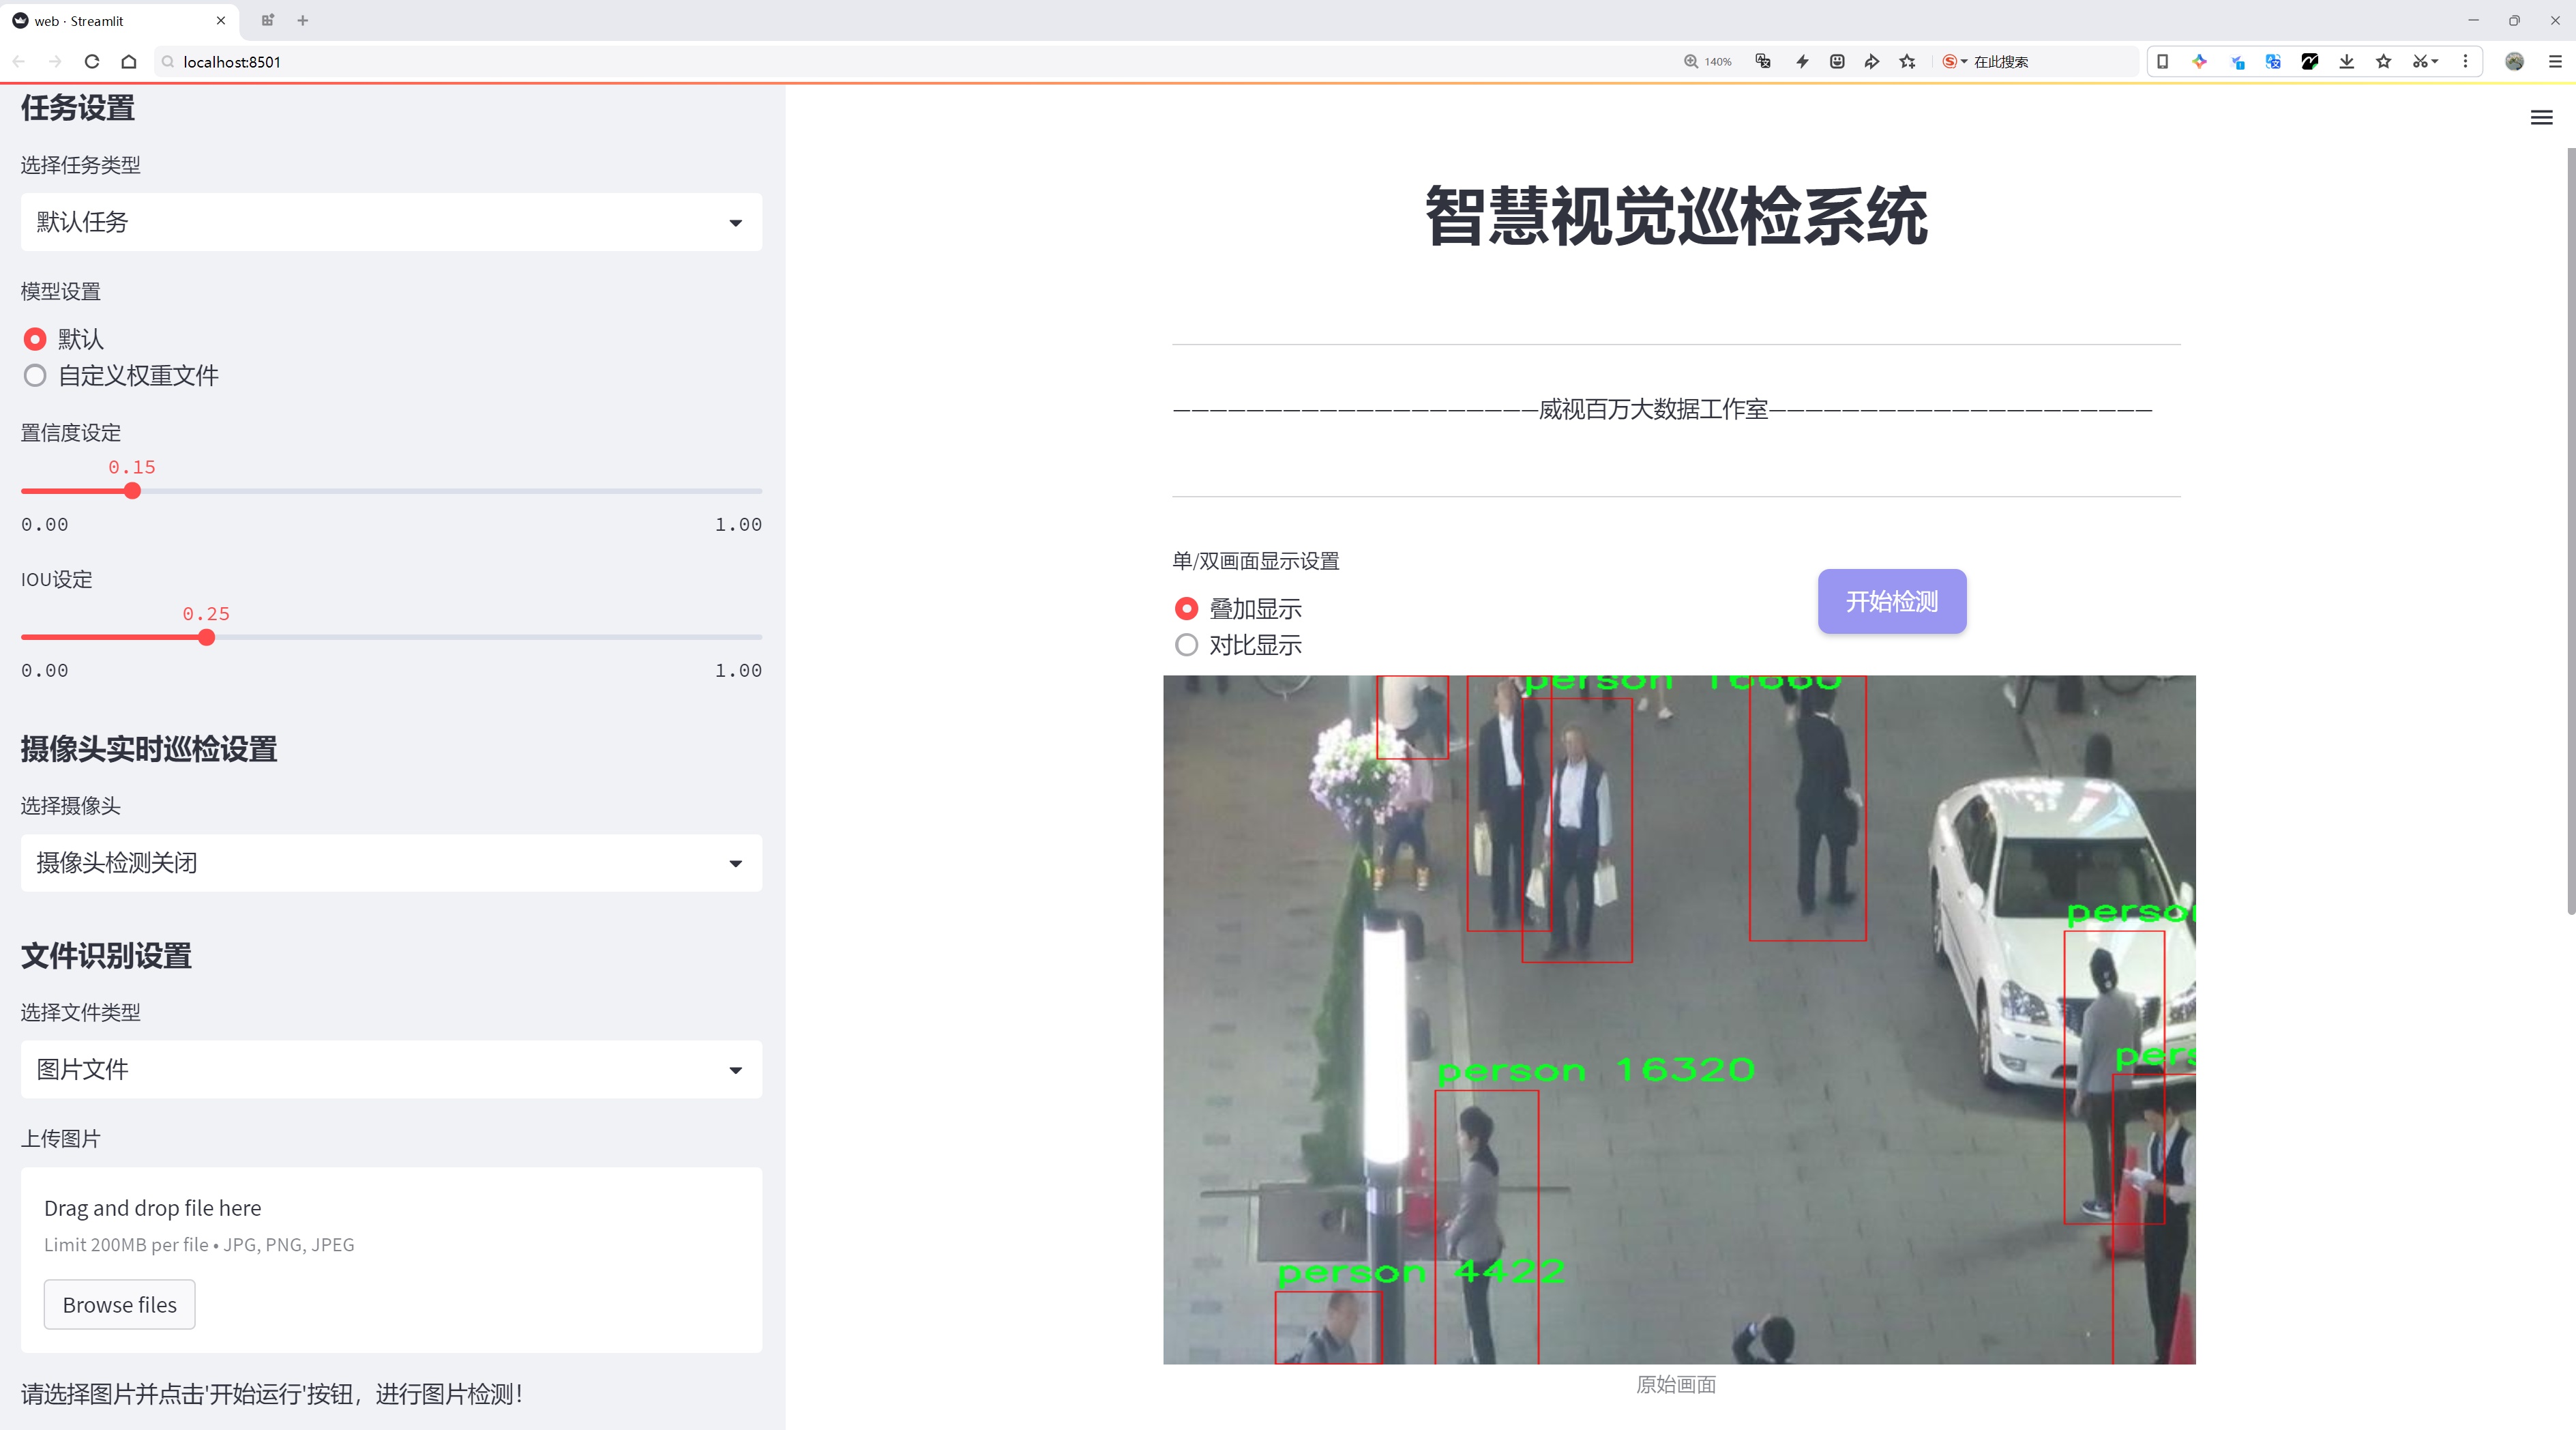 web · Streamlit
localhost:8501
140%
在此搜索
任务设置
选择任务类型
默认任务
模型设置
默认
自定义权重文件
置信度设定
0.15
0.00 1.00
IOU设定
0.25
0.00 1.00
摄像头实时巡检设置
选择摄像头
摄像头检测关闭
文件识别设置
选择文件类型
图片文件
上传图片
Drag and drop file here
Limit 200MB per file • JPG, PNG, JPEG
Browse files
请选择图片并点击'开始运行'按钮，进行图片检测！
智慧视觉巡检系统
————————————————————威视百万大数据工作室—————————————————————
单/双画面显示设置
叠加显示
对比显示
开始检测
person
person
pers
person 16320
person 4422
原始画面